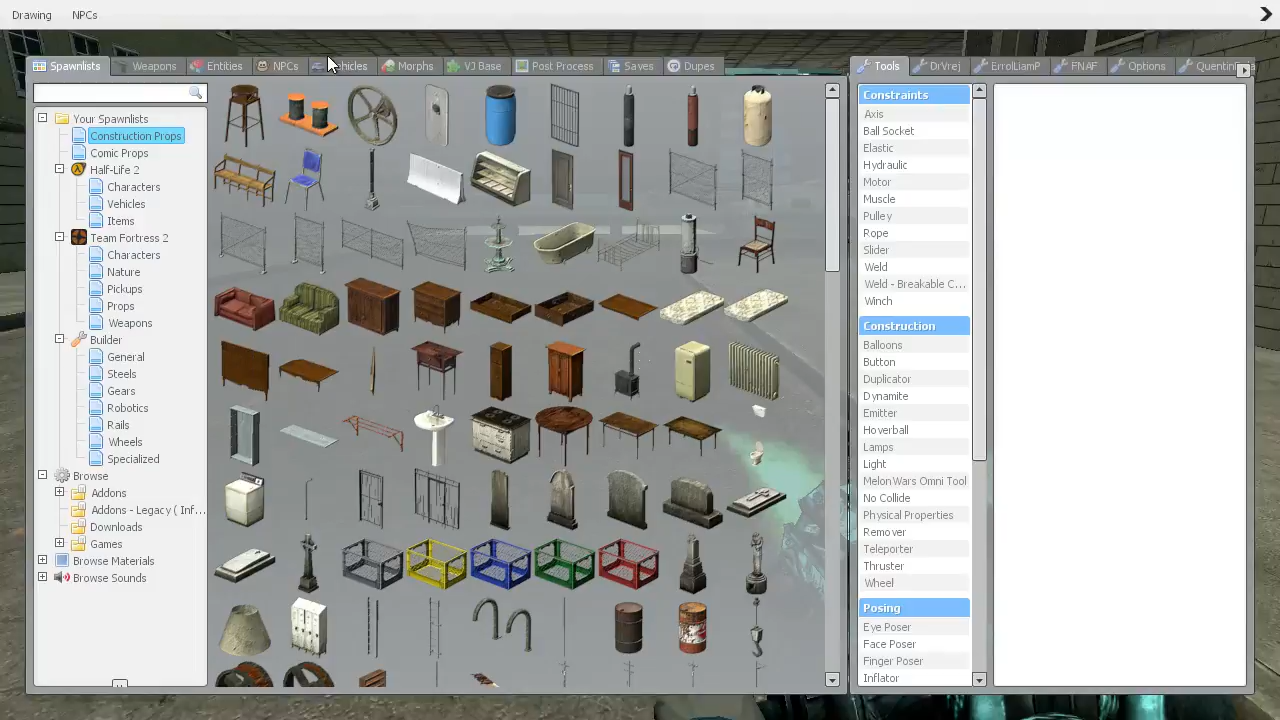 Drawing NPCs
Spawnlists Weapons Entities NPCs hicles Morphs VJ Base Post Process Saves Dupes
Your Spawnlists
Construction Props
Comic Props
Half-Life 2
Characters
Vehicles
Items
Team Fortress 2
Characters
Nature
Pickups
Props
Weapons
Builder
General
Steels
Gears
Robotics
Rails
Wheels
Specialized
Browse
Addons
Addons - Legacy ( Inf...
Downloads
Games
Browse Materials
Browse Sounds
Tools DrVrej ErrolLiamP FNAF Options Quentin
Constraints
Axis
Ball Socket
Elastic
Hydraulic
Motor
Muscle
Pulley
Rope
Slider
Weld
Weld - Breakable C...
Winch
Construction
Balloons
Button
Duplicator
Dynamite
Emitter
Hoverball
Lamps
Light
MelonWars Omni Tool
No Collide
Physical Properties
Remover
Teleporter
Thruster
Wheel
Posing
Eye Poser
Face Poser
Finger Poser
Inflator